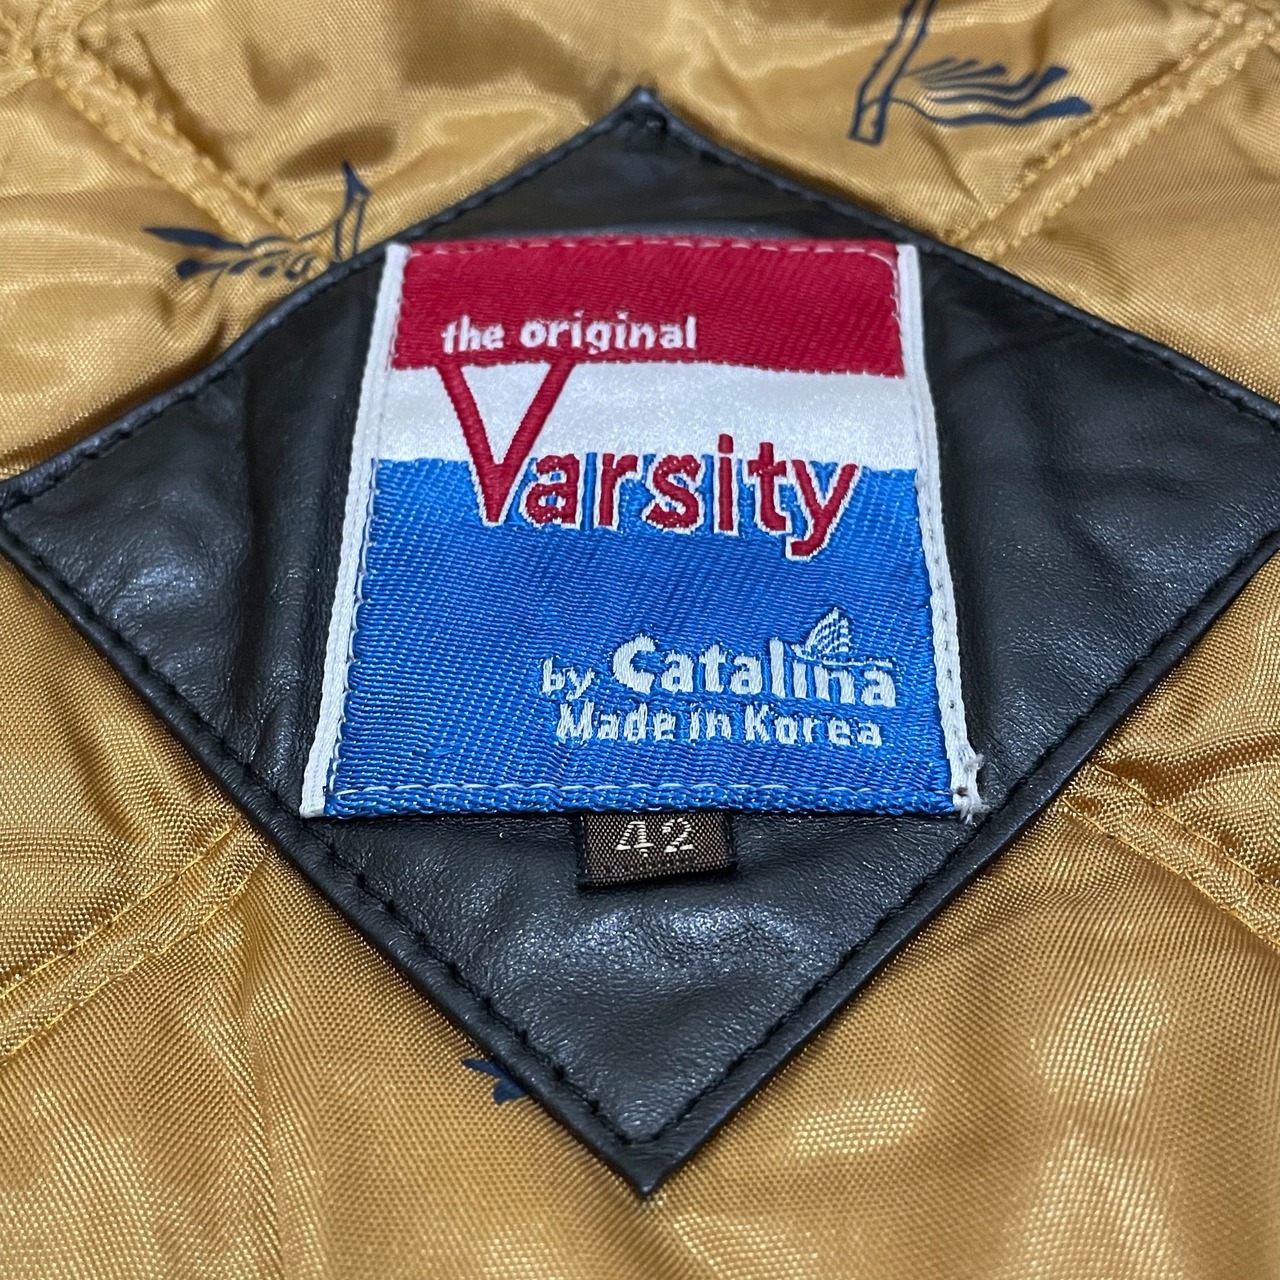 the original
Varsity
by Catalina
Made in Korea
42